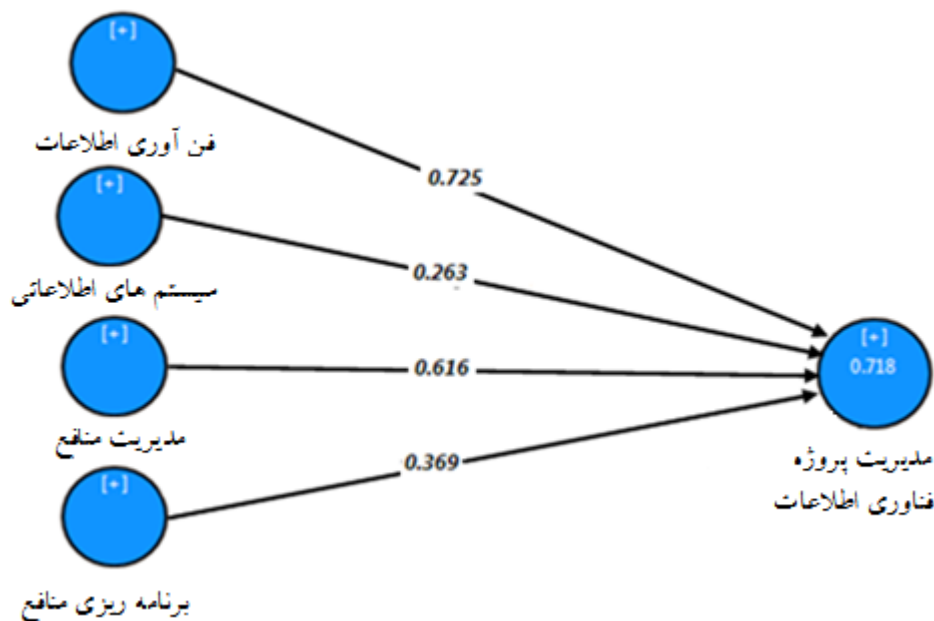 [+]
فن آوری اطلاعات
0.725
[+]
سیستم های اطلاعاتی
0.263
[+]
مدیریت منافع
0.616
[+]
برنامه ریزی منافع
0.369
[+]
0.718
مدیریت پروژه
فناوری اطلاعات